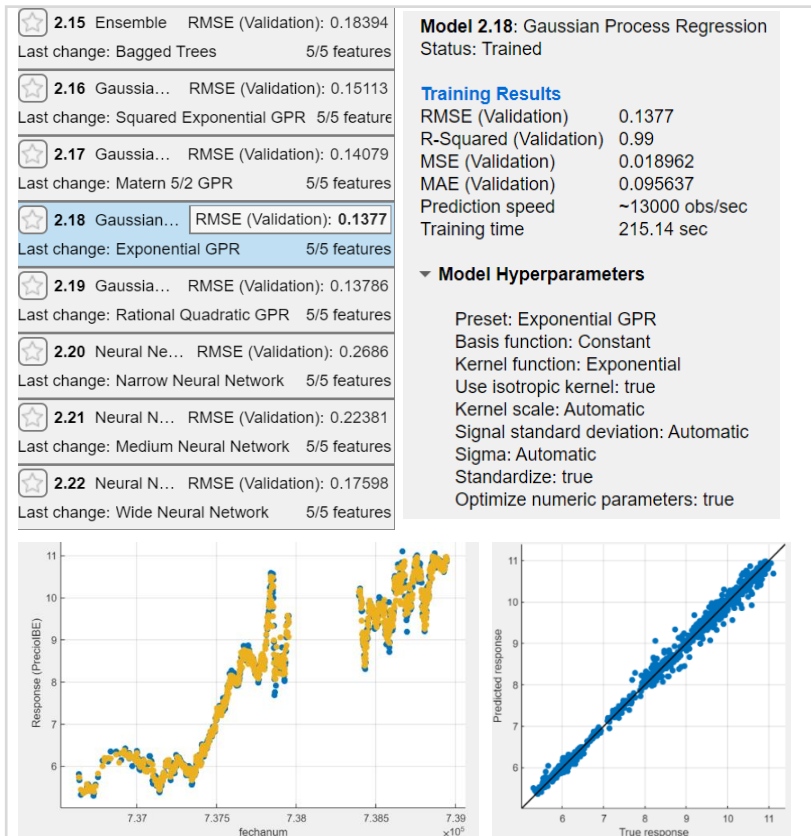 2.15 Ensemble RMSE (Validation): 0.18394
Last change: Bagged Trees 5/5 features
2.16 Gaussia... RMSE (Validation): 0.15113
Last change: Squared Exponential GPR 5/5 feature
2.17 Gaussia... RMSE (Validation): 0.14079
Last change: Matern 5/2 GPR 5/5 features
2.18 Gaussian... RMSE (Validation): 0.1377
Last change: Exponential GPR 5/5 features
2.19 Gaussia... RMSE (Validation): 0.13786
Last change: Rational Quadratic GPR 5/5 features
2.20 Neural Ne... RMSE (Validation): 0.2686
Last change: Narrow Neural Network 5/5 features
2.21 Neural N... RMSE (Validation): 0.22381
Last change: Medium Neural Network 5/5 features
2.22 Neural N... RMSE (Validation): 0.17598
Last change: Wide Neural Network 5/5 features
Model 2.18: Gaussian Process Regression
Status: Trained
Training Results
RMSE (Validation) 0.1377
R-Squared (Validation) 0.99
MSE (Validation) 0.018962
MAE (Validation) 0.095637
Prediction speed ~13000 obs/sec
Training time 215.14 sec
Model Hyperparameters
Preset: Exponential GPR
Basis function: Constant
Kernel function: Exponential
Use isotropic kernel: true
Kernel scale: Automatic
Signal standard deviation: Automatic
Sigma: Automatic
Standardize: true
Optimize numeric parameters: true
Response (PrecioIBE)
11
10
9
8
7
6
7.37 7.375 7.38 7.385 7.39
fechanum ×10⁵
Predicted response
11
10
9
8
7
6
6 7 8 9 10 11
True response